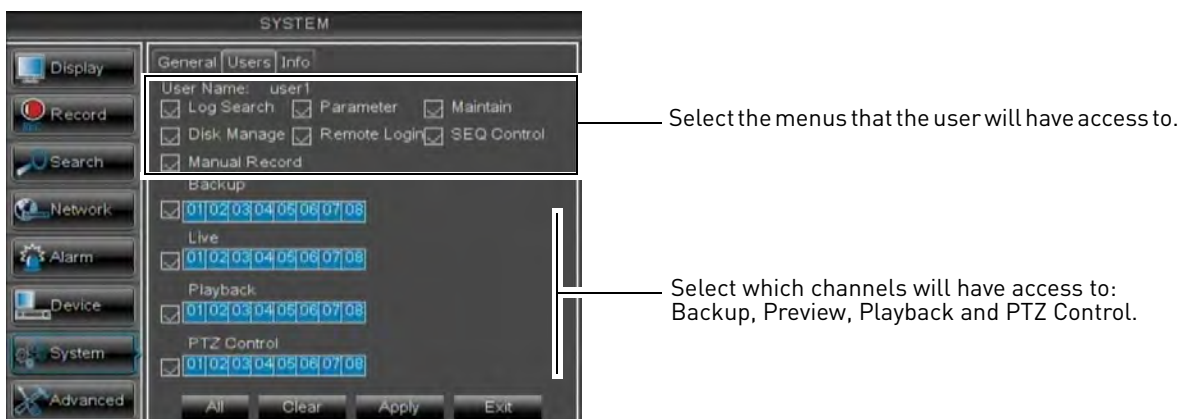 SYSTEM
Display
Record
REC
Search
Network
Alarm
Device
System
Advanced
General Users Info
User Name: user1
Log Search Parameter Maintain
Disk Manage Remote Login SEQ Control
Manual Record
Backup
01 02 03 04 05 06 07 08
Live
01 02 03 04 05 06 07 08
Playback
01 02 03 04 05 06 07 08
PTZ Control
01 02 03 04 05 06 07 08
All Clear Apply Exit
Select the menus that the user will have access to.
Select which channels will have access to:
Backup, Preview, Playback and PTZ Control.